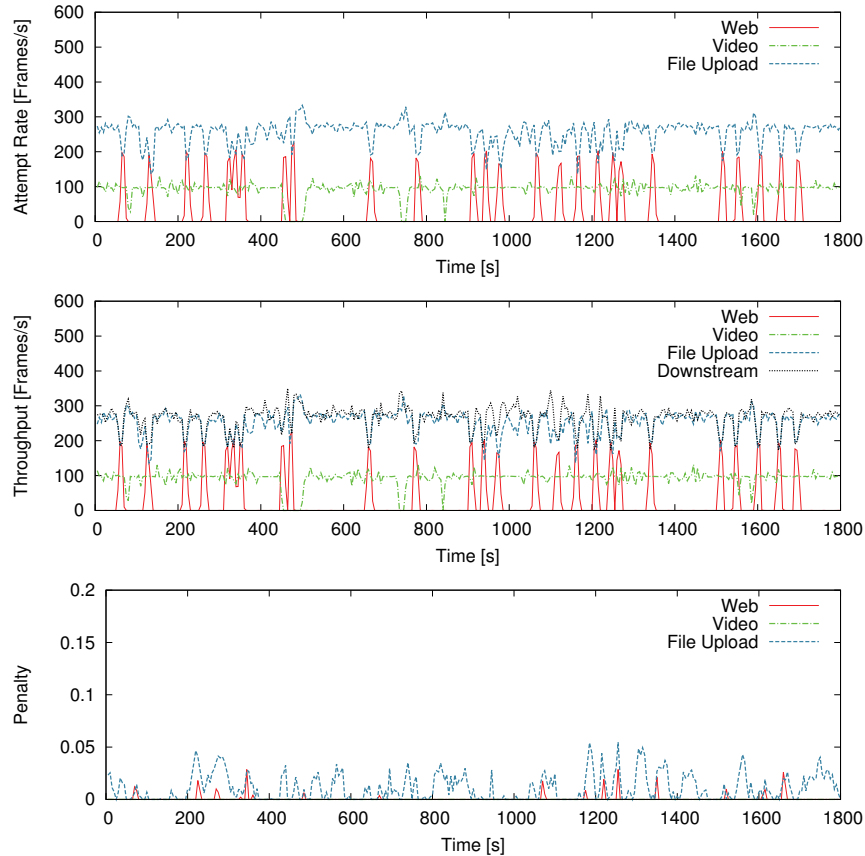 600
500
400
300
200
100
0
Attempt Rate [Frames/s]
Web
Video
File Upload
0 200 400 600 800 1000 1200 1400 1600 1800
Time [s]
600
500
400
300
200
100
0
Throughput [Frames/s]
Web
Video
File Upload
Downstream
0 200 400 600 800 1000 1200 1400 1600 1800
Time [s]
0.2
0.15
0.1
0.05
0
Penalty
Web
Video
File Upload
0 200 400 600 800 1000 1200 1400 1600 1800
Time [s]